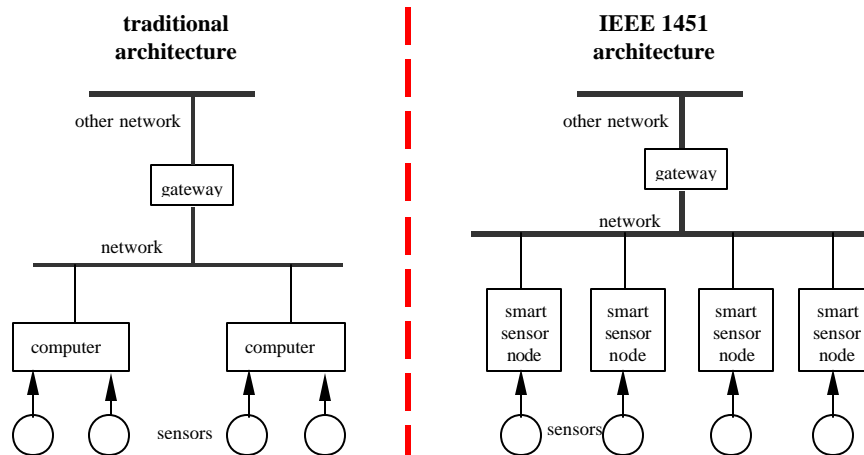 traditional
architecture
other network
gateway
network
computer
computer
sensors
IEEE 1451
architecture
other network
gateway
network
smart
sensor
node
smart
sensor
node
smart
sensor
node
smart
sensor
node
sensors